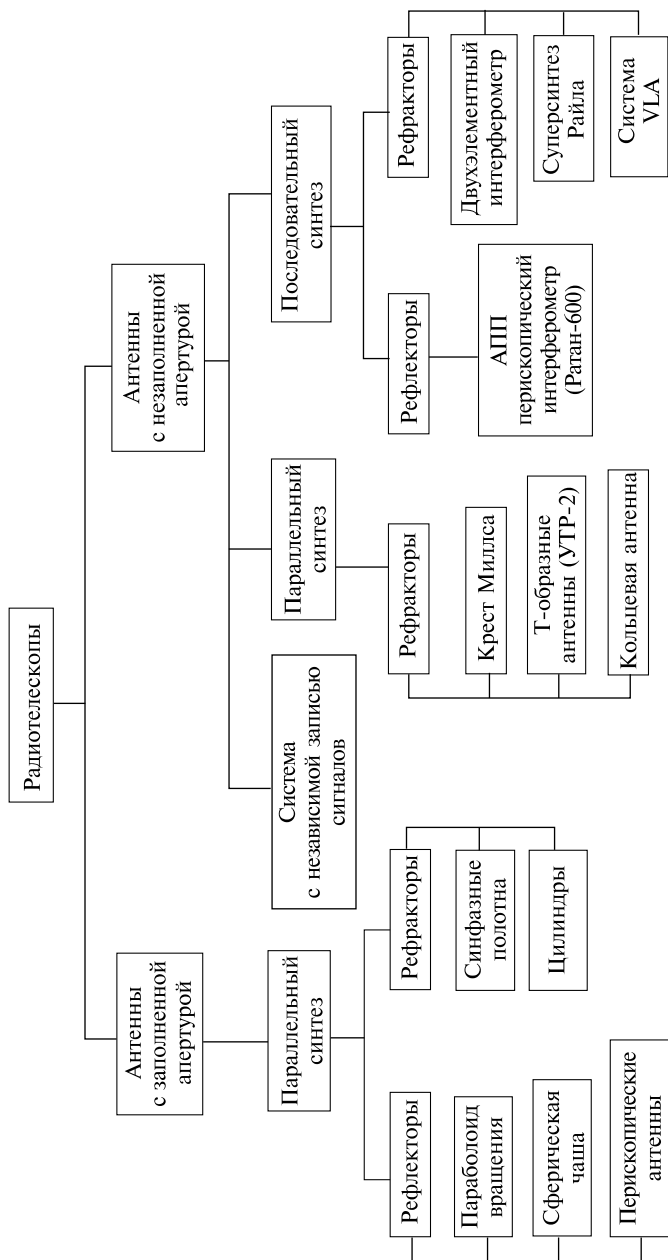 Радиотелескопы
Антенны
с заполненной
апертурой
Антенны
с незаполненной
апертурой
Параллельный
синтез
Система
с независимой записью
сигналов
Параллельный
синтез
Последовательный
синтез
Рефлекторы
Параболоид
вращения
Сферическая
чаша
Перископические
антенны
Рефракторы
Синфазные
полотна
Цилиндры
Рефракторы
Крест Миллса
Т-образные
антенны (УТР-2)
Кольцевая антенна
Рефлекторы
АПП
перископический
интерферометр
(Ратан-600)
Рефракторы
Двухэлементный
интерферометр
Суперсинтез
Райла
Система
VLA